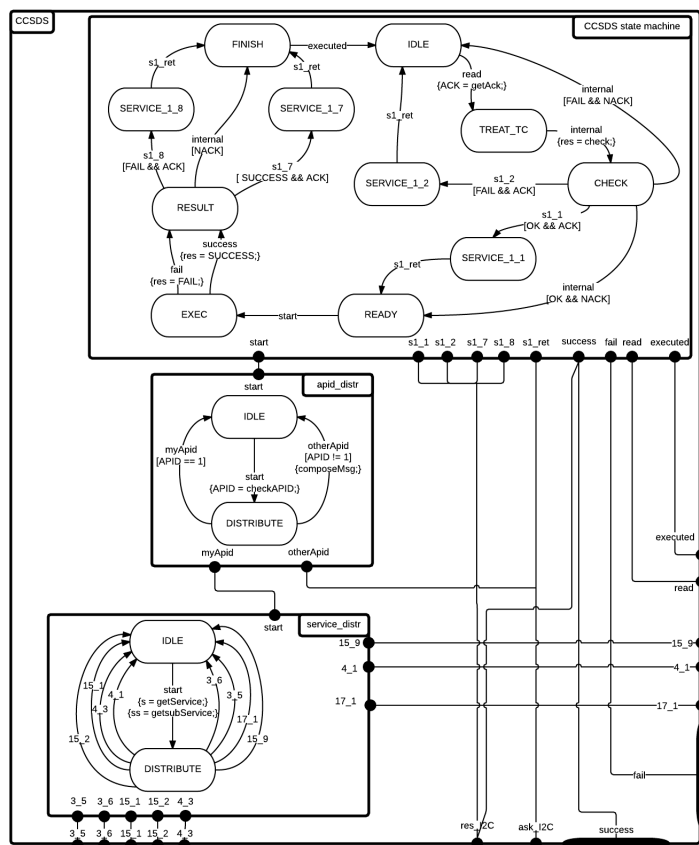 CCSDS
CCSDS state machine
FINISH
executed
IDLE
s1_ret
s1_ret
read
{ACK = getAck;}
internal
[FAIL && NACK]
SERVICE_1_8
SERVICE_1_7
s1_ret
TREAT_TC
internal
{res = check;}
internal
[NACK]
s1_8
[FAIL && ACK]
s1_7
[ SUCCESS && ACK]
SERVICE_1_2
s1_2
[FAIL && ACK]
CHECK
RESULT
s1_1
[OK && ACK]
success
{res = SUCCESS;}
SERVICE_1_1
fail
{res = FAIL;}
s1_ret
internal
[OK && NACK]
EXEC
start
READY
start
s1_1
s1_2
s1_7
s1_8
s1_ret
success
fail
read
executed
start
apid_distr
IDLE
myApid
[APID == 1]
otherApid
[APID != 1]
{composeMsg;}
start
{APID = checkAPID;}
DISTRIBUTE
myApid
otherApid
executed
read
start
service_distr
IDLE
15_9
15_9
4_1
4_1
17_1
17_1
15_1
4_1
4_3
15_2
start
{s = getService;}
{ss = getsubService;}
3_6
3_5
17_1
15_9
DISTRIBUTE
fail
3_5
3_6
15_1
15_2
4_3
3_5
3_6
15_1
15_2
4_3
res_I2C
ask_I2C
success